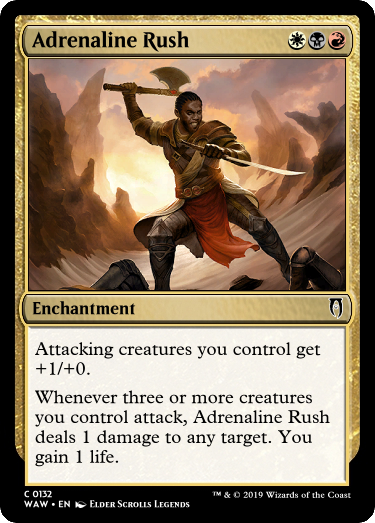 Adrenaline Rush
Enchantment
Attacking creatures you control get
+1/+0.
Whenever three or more creatures
you control attack, Adrenaline Rush
deals 1 damage to any target. You
gain 1 life.
C 0132
™ & © 2019 Wizards of the Coast
WAW • EN Elder Scrolls Legends